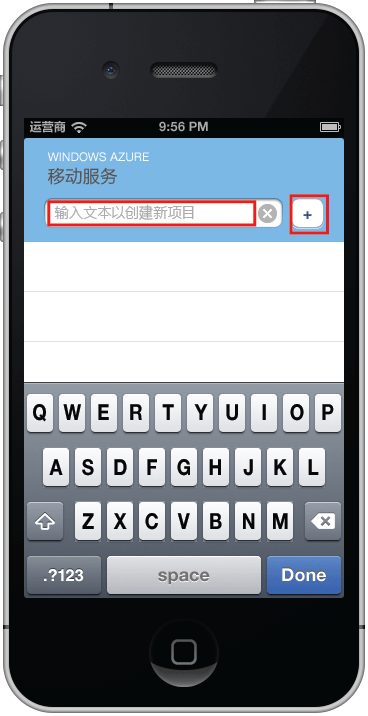 运营商 9:56 PM
WINDOWS AZURE
移动服务
输入文本以创建新项目 +
Q W E R T Y U I O P
A S D F G H J K L
Z X C V B N M
.?123 space Done